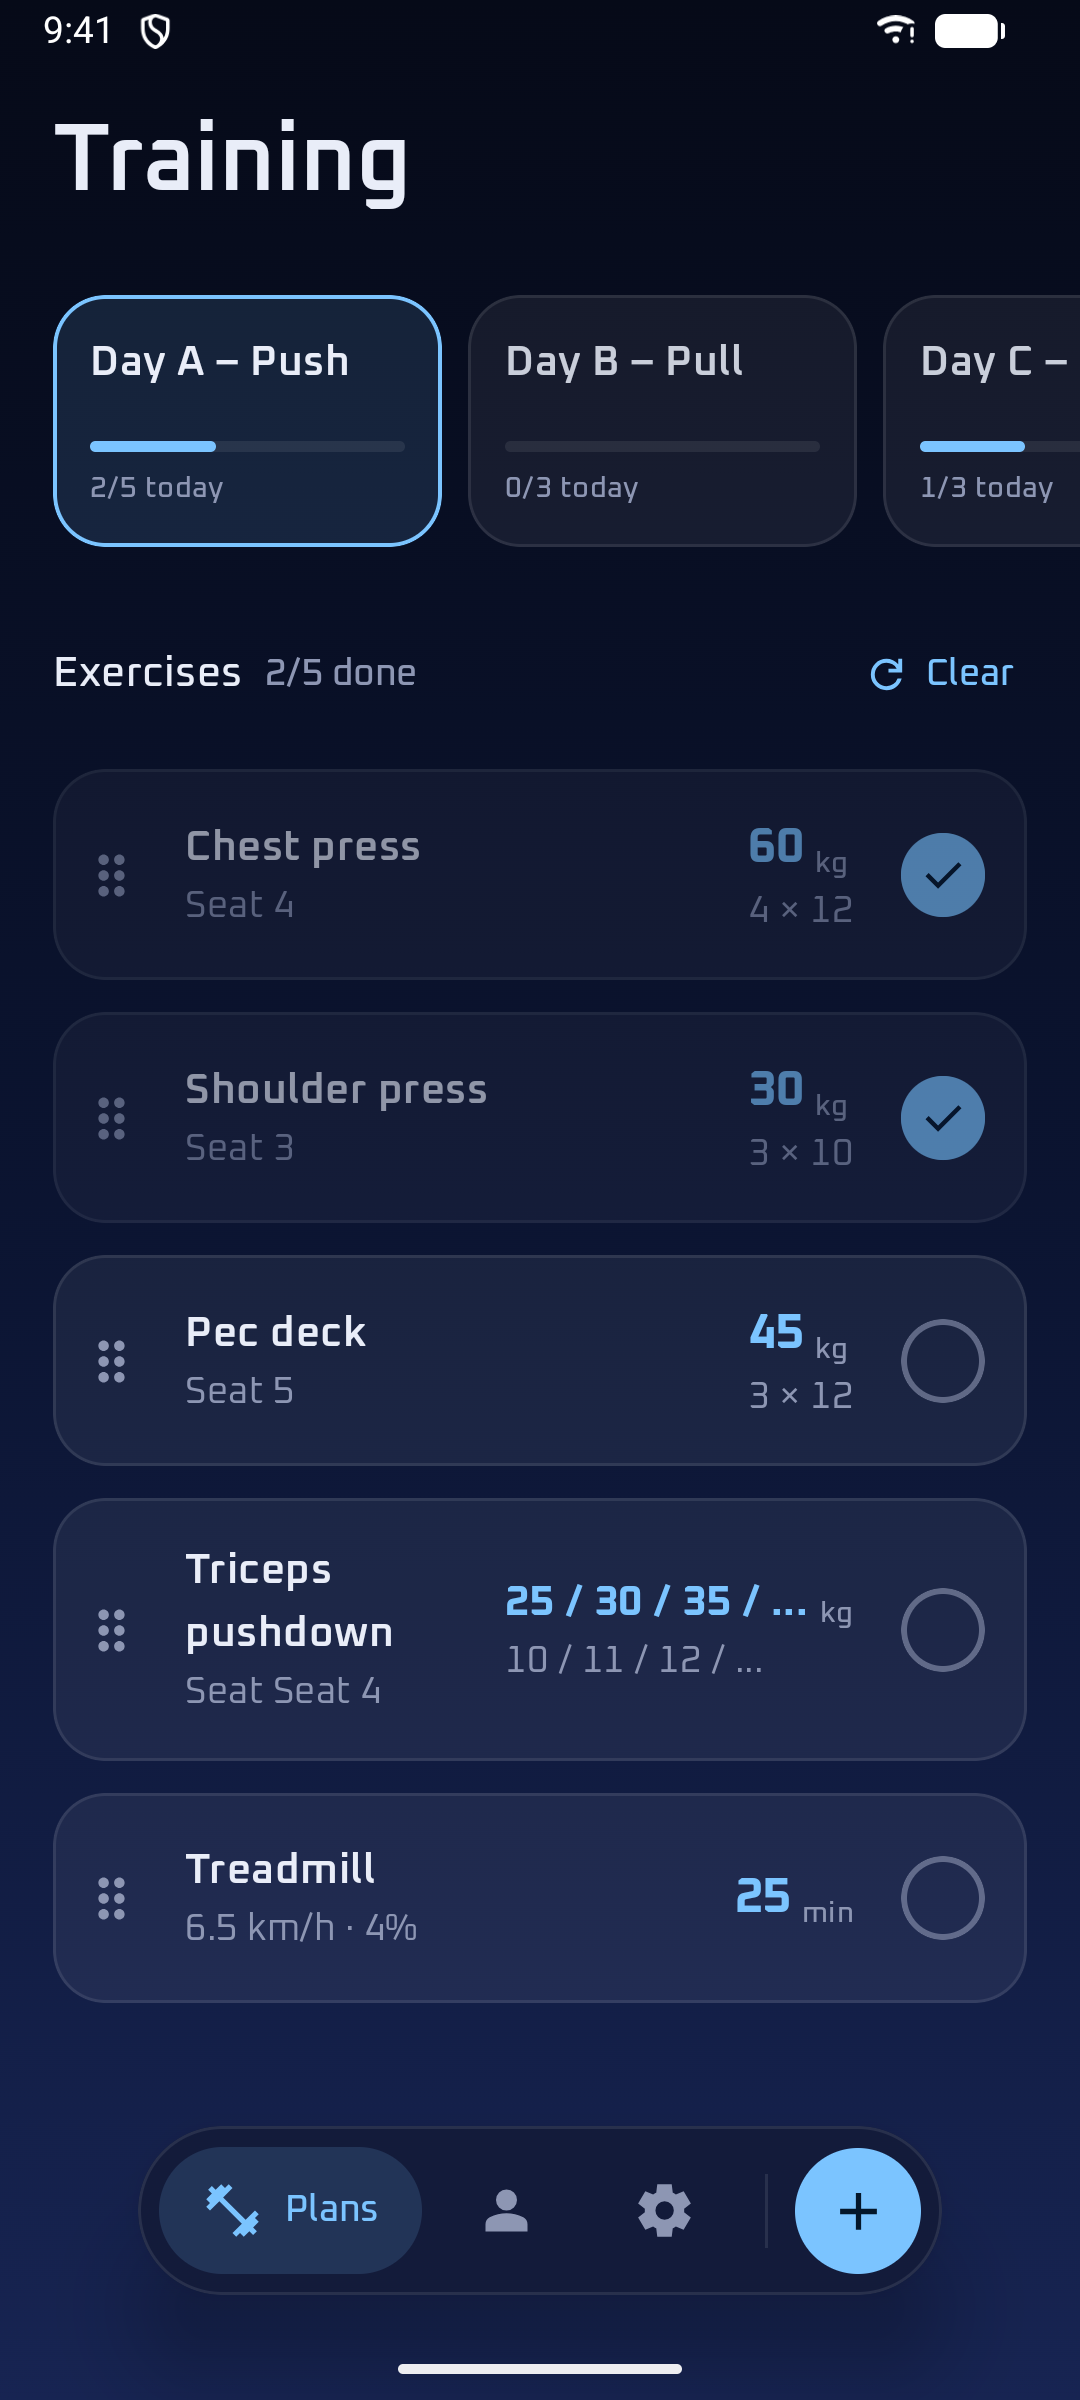 9:41
Training
Day A – Push
2/5 today
Day B – Pull
0/3 today
Day C –
1/3 today
Exercises 2/5 done
Clear
Chest press
Seat 4
60 kg
4 × 12
Shoulder press
Seat 3
30 kg
3 × 10
Pec deck
Seat 5
45 kg
3 × 12
Triceps
pushdown
Seat Seat 4
25 / 30 / 35 / ... kg
10 / 11 / 12 / ...
Treadmill
6.5 km/h · 4%
25 min
Plans